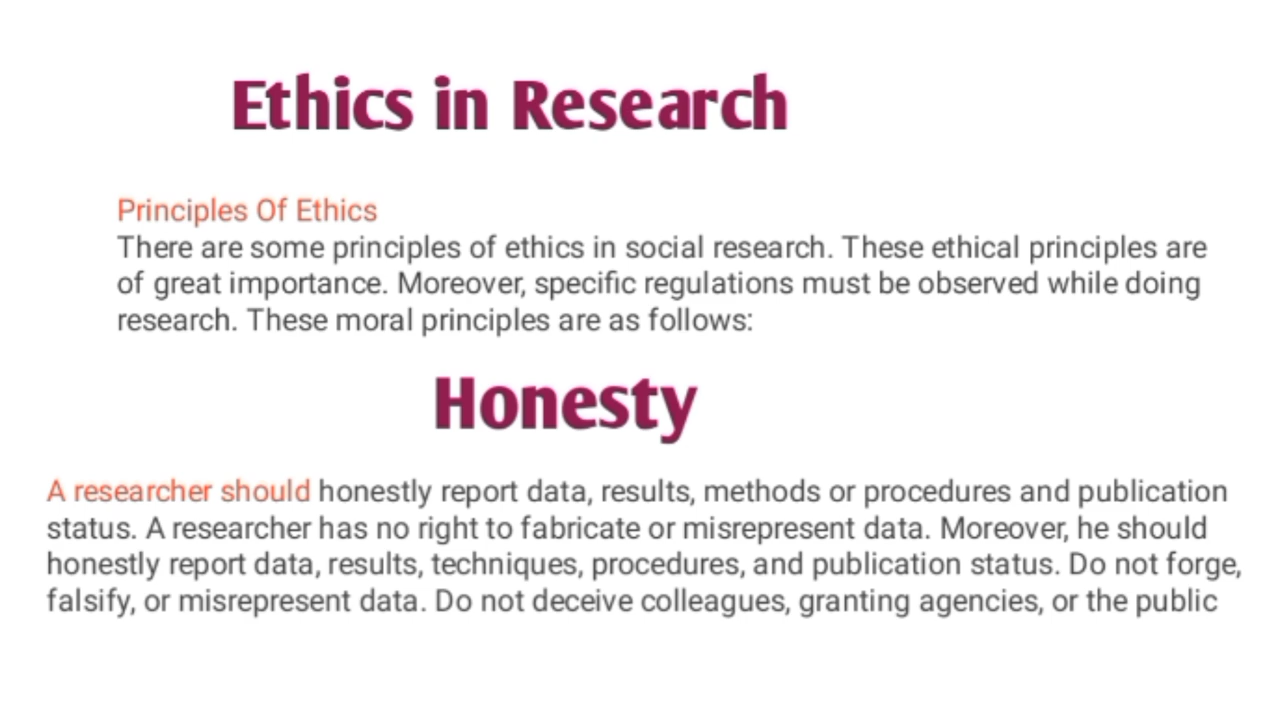 Ethics in Research
Principles Of Ethics
There are some principles of ethics in social research. These ethical principles are
of great importance. Moreover, specific regulations must be observed while doing
research. These moral principles are as follows:
Honesty
A researcher should honestly report data, results, methods or procedures and publication
status. A researcher has no right to fabricate or misrepresent data. Moreover, he should
honestly report data, results, techniques, procedures, and publication status. Do not forge,
falsify, or misrepresent data. Do not deceive colleagues, granting agencies, or the public